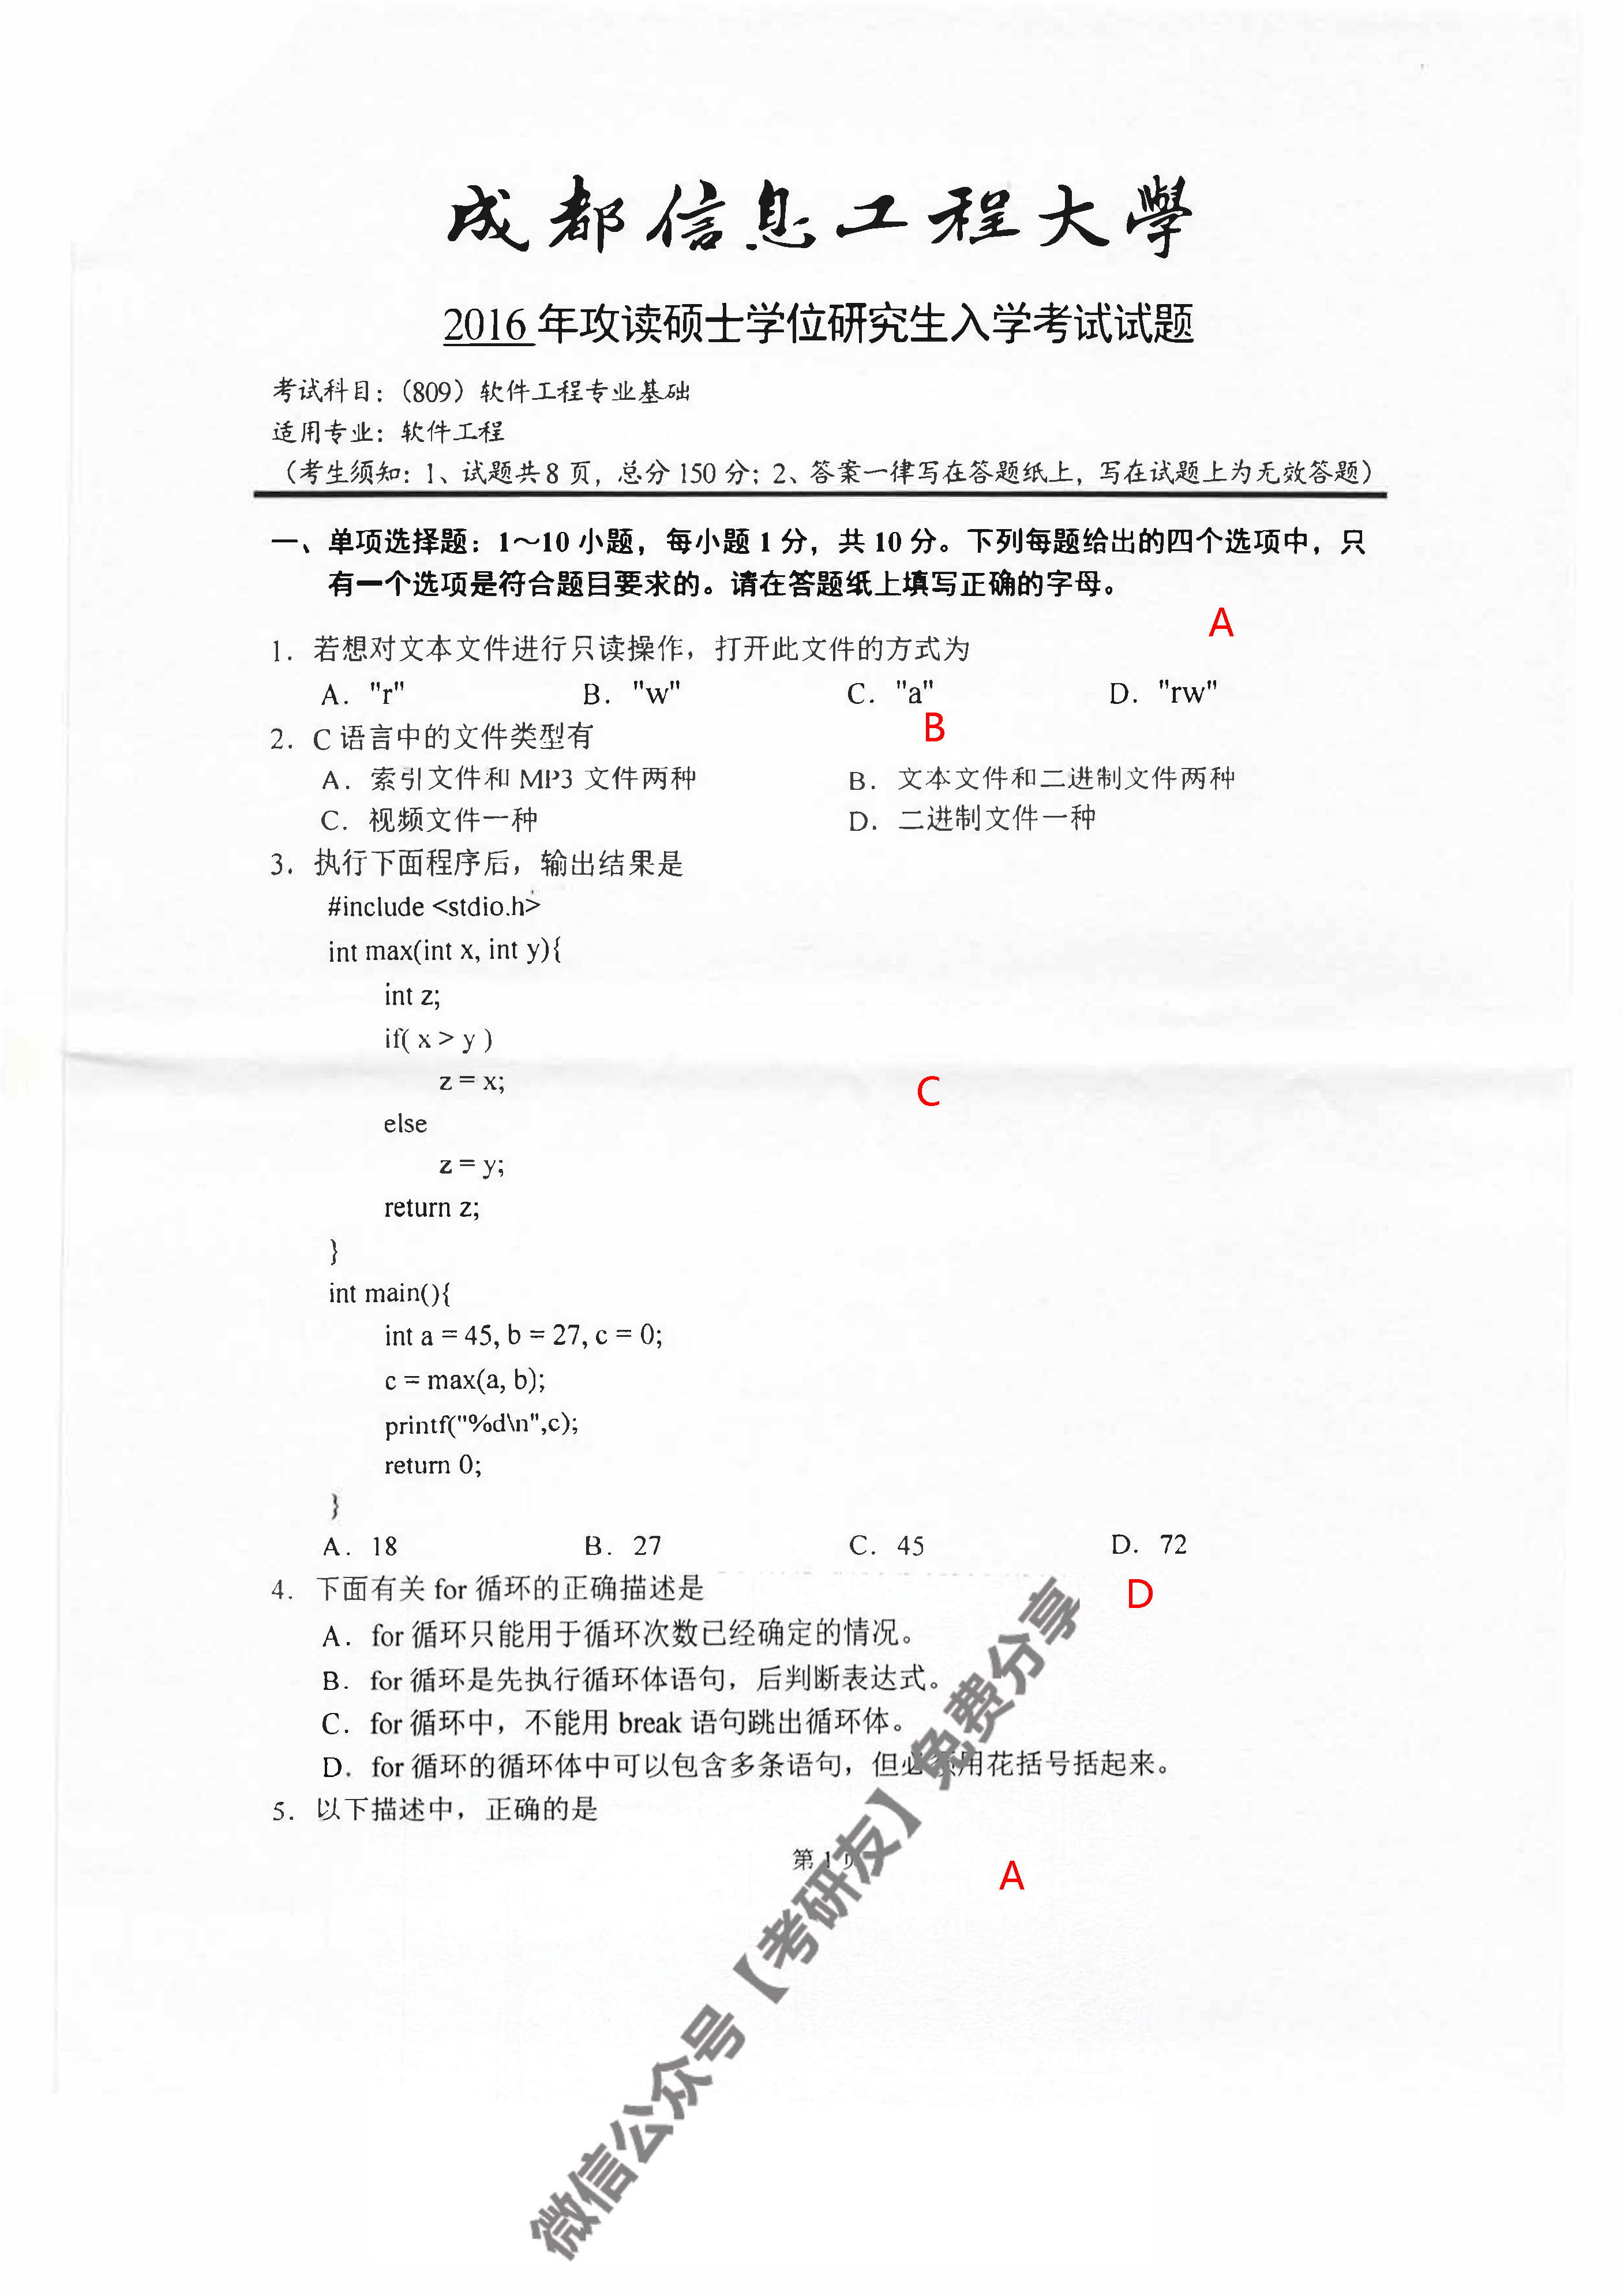 成都信息工程大學
2016 年攻读硕士学位研究生入学考试试题
考试科目：（809）软件工程专业基础
适用专业：软件工程
（考生须知：1、试题共 8 页，总分 150 分；2、答案一律写在答题纸上，写在试题上为无效答题）
一、单项选择题：1～10 小题，每小题 1 分，共 10 分。下列每题给出的四个选项中，只
有一个选项是符合题目要求的。请在答题纸上填写正确的字母。
A
1．若想对文本文件进行只读操作，打开此文件的方式为
A．"r" B．"w" C．"a" D．"rw"
B
2．C 语言中的文件类型有
A．索引文件和 MP3 文件两种 B．文本文件和二进制文件两种
C．视频文件一种 D．二进制文件一种
3．执行下面程序后，输出结果是
#include <stdio.h>
int max(int x, int y){
int z;
if( x > y )
z = x;
C
else
z = y;
return z;
}
int main(){
int a = 45, b = 27, c = 0;
c = max(a, b);
printf("%d\n",c);
return 0;
}
A．18 B．27 C．45 D．72
4．下面有关 for 循环的正确描述是 D
A．for 循环只能用于循环次数已经确定的情况。
B．for 循环是先执行循环体语句，后判断表达式。
C．for 循环中，不能用 break 语句跳出循环体。
D．for 循环的循环体中可以包含多条语句，但必须用花括号括起来。
5．以下描述中，正确的是
第 1 页
A
微信公众号【考研友】免费分享